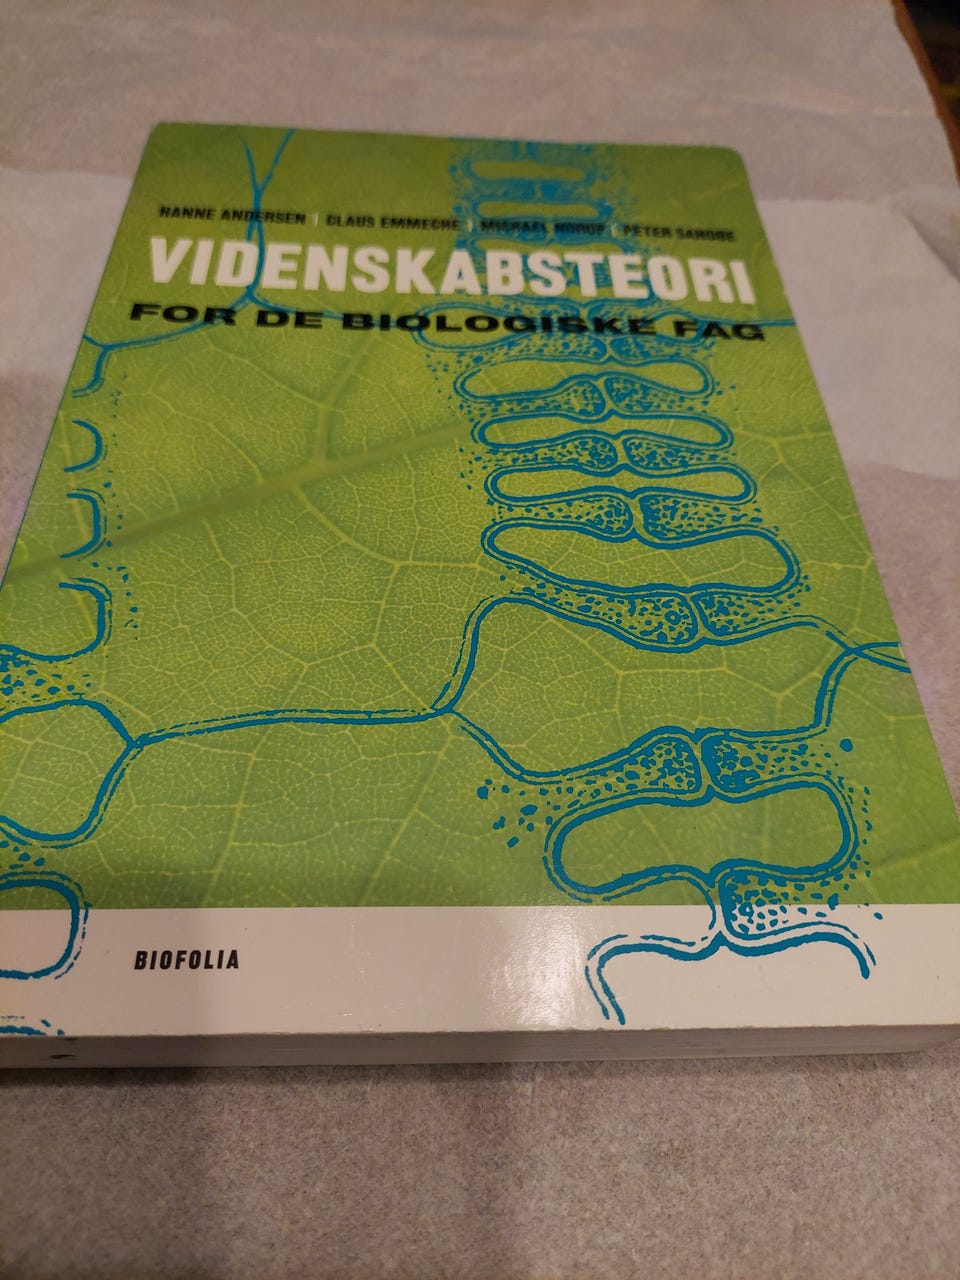 HANNE ANDERSEN | CLAUS EMMECHE | MICHAEL NORUP | PETER SANDØE
VIDENSKABSTEORI
FOR DE BIOLOGISKE FAG
BIOFOLIA